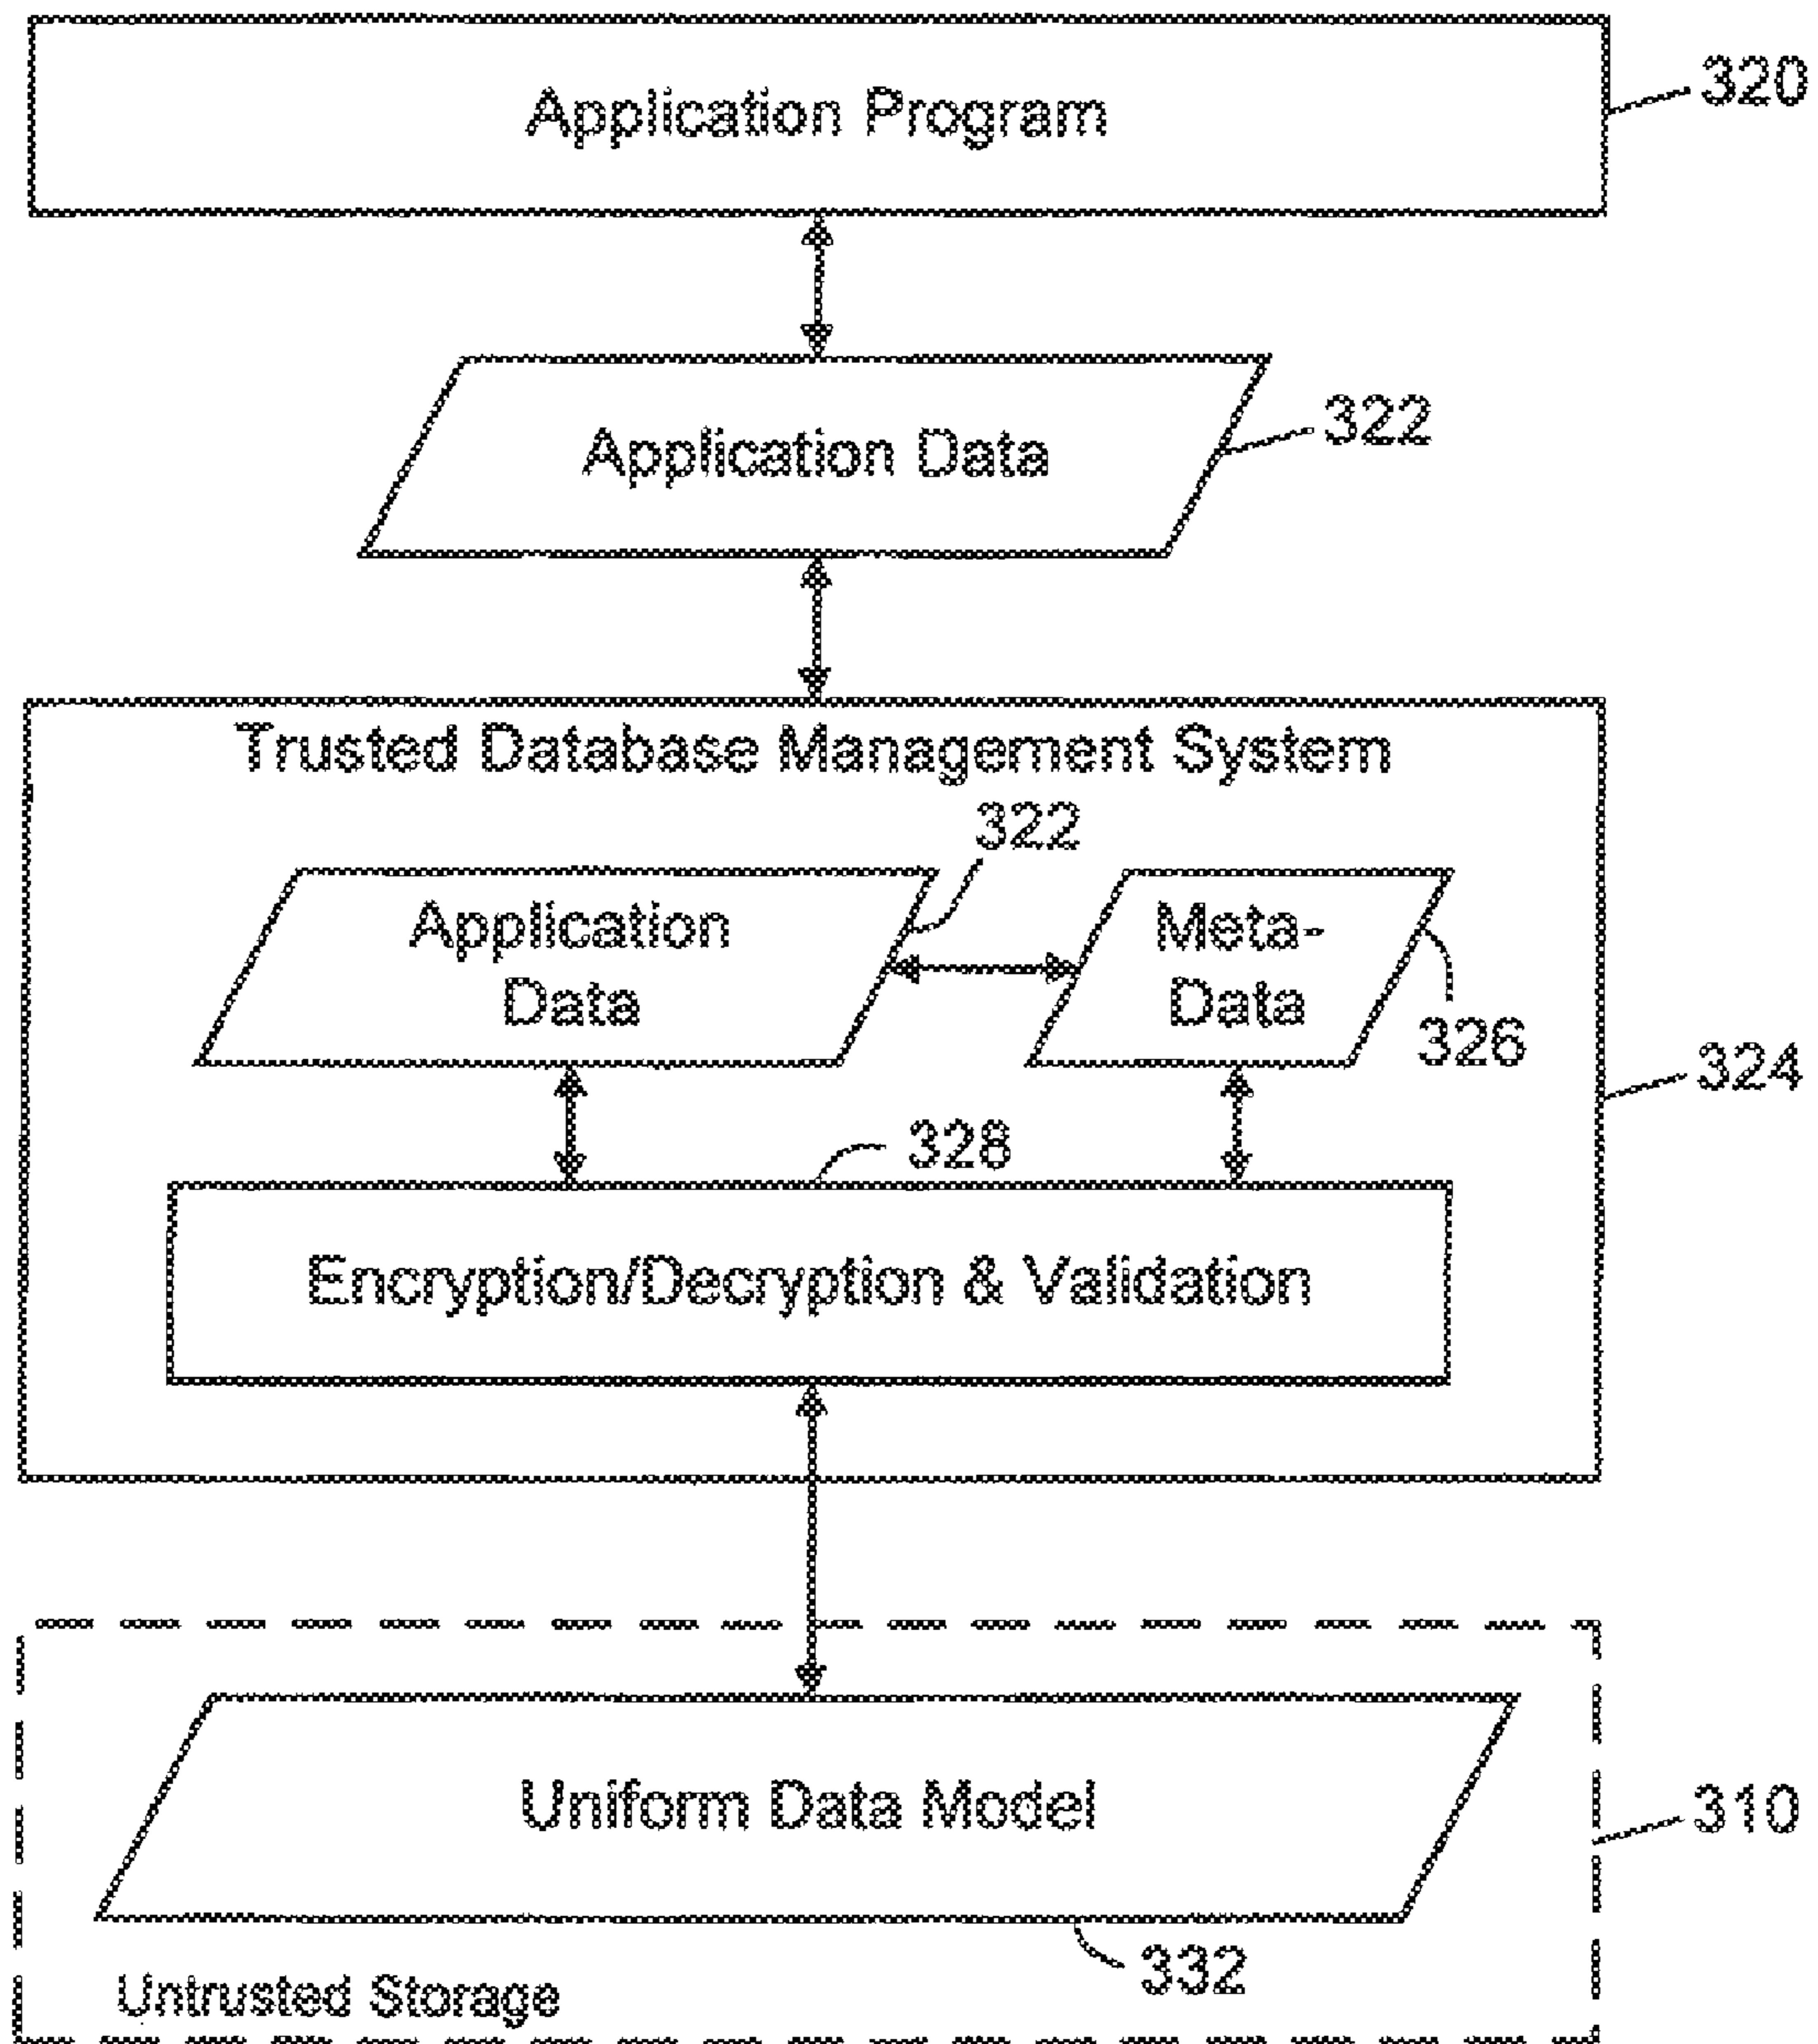 Application Program
320
Application Data
322
Trusted Database Management System
322
Application
Data
Meta-
Data
326
324
328
Encryption/Decryption & Validation
Uniform Data Model
310
332
Untrusted Storage